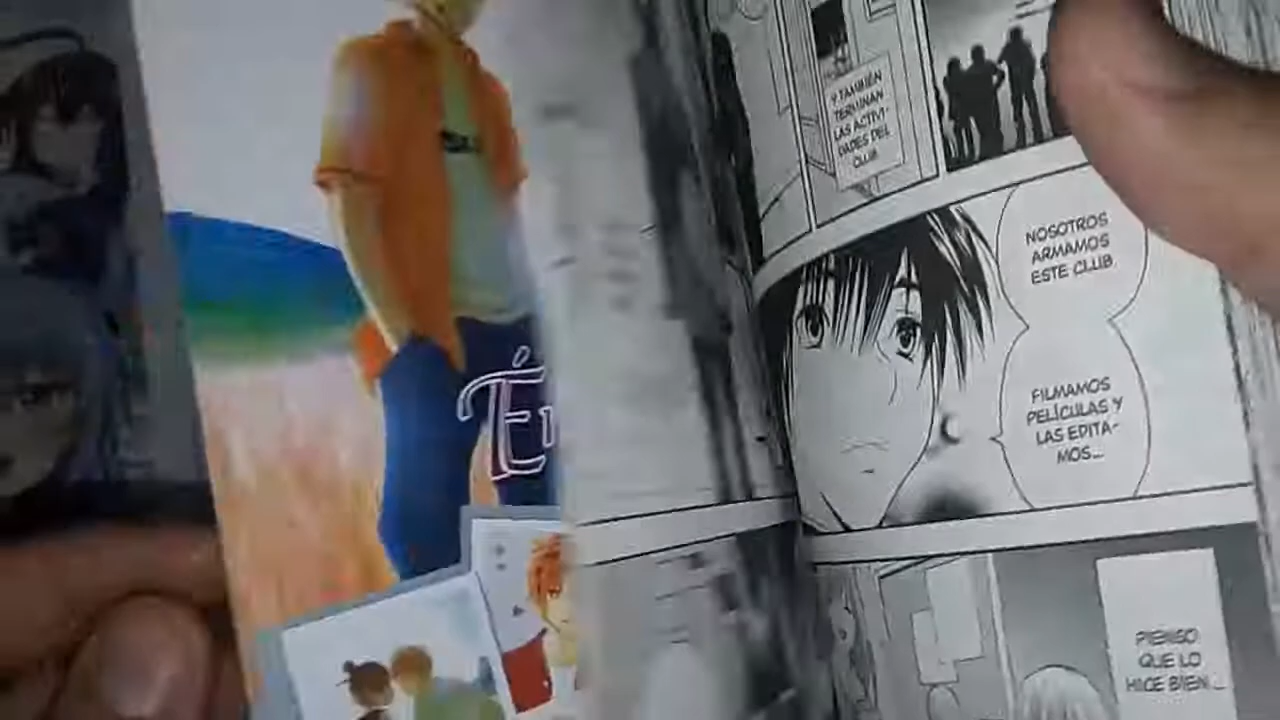 Y TAMBIÉN
TERMINAN
LAS ACTIVI-
DADES DEL
CLUB.
NOSOTROS
ARMAMOS
ESTE CLUB.
FILMAMOS
PELÍCULAS Y
LAS EDITA-
MOS...
PIENSO
QUE LO
HICE BIEN...